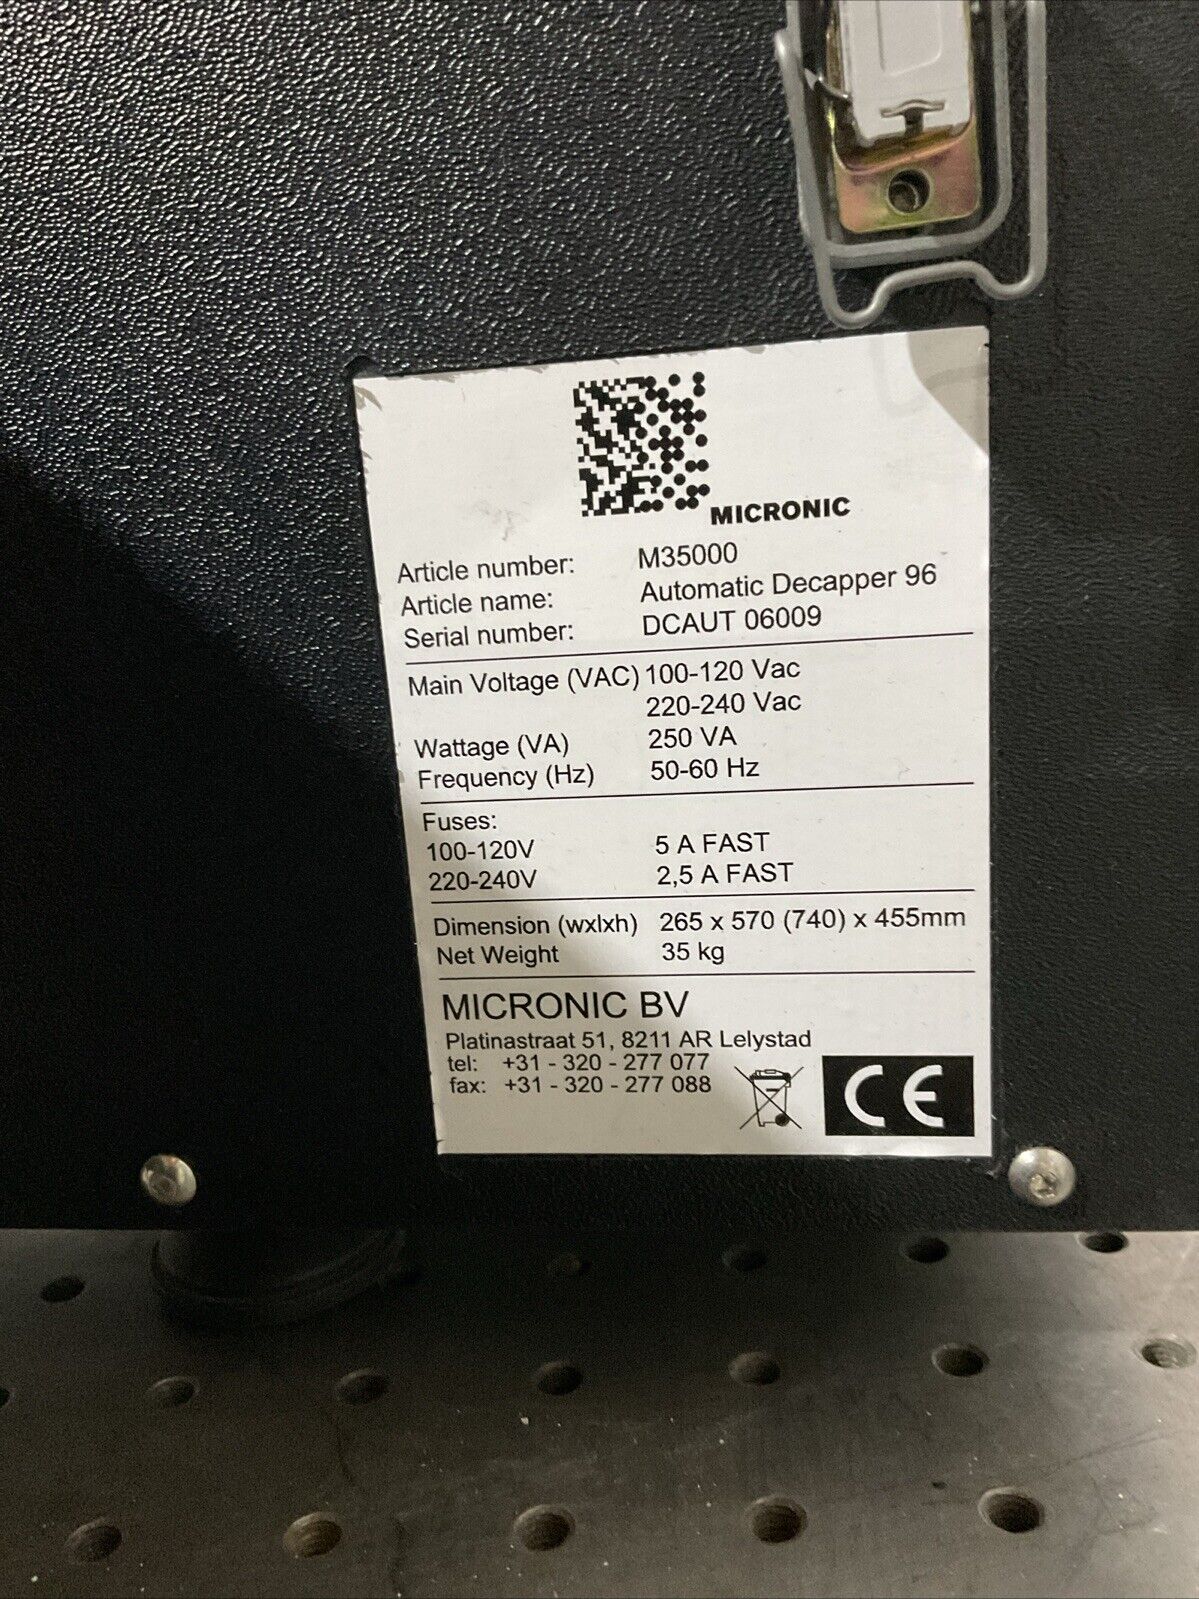 MICRONIC
Article number: M35000
Article name: Automatic Decapper 96
Serial number: DCAUT 06009
Main Voltage (VAC) 100-120 Vac
220-240 Vac
Wattage (VA) 250 VA
Frequency (Hz) 50-60 Hz
Fuses:
100-120V 5 A FAST
220-240V 2,5 A FAST
Dimension (wxlxh) 265 x 570 (740) x 455mm
Net Weight 35 kg
MICRONIC BV
Platinastraat 51, 8211 AR Lelystad
tel: +31 - 320 - 277 077
fax: +31 - 320 - 277 088
CE